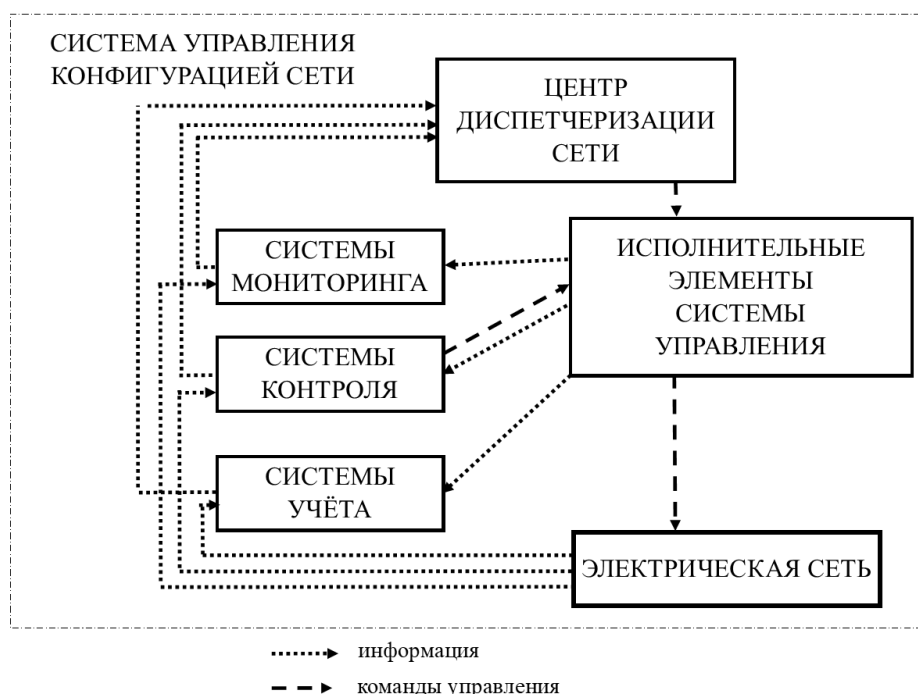 СИСТЕМА УПРАВЛЕНИЯ
КОНФИГУРАЦИЕЙ СЕТИ
ЦЕНТР
ДИСПЕТЧЕРИЗАЦИИ
СЕТИ
СИСТЕМЫ
МОНИТОРИНГА
ИСПОЛНИТЕЛЬНЫЕ
ЭЛЕМЕНТЫ
СИСТЕМЫ
УПРАВЛЕНИЯ
СИСТЕМЫ
КОНТРОЛЯ
СИСТЕМЫ
УЧЁТА
ЭЛЕКТРИЧЕСКАЯ СЕТЬ
информация
команды управления